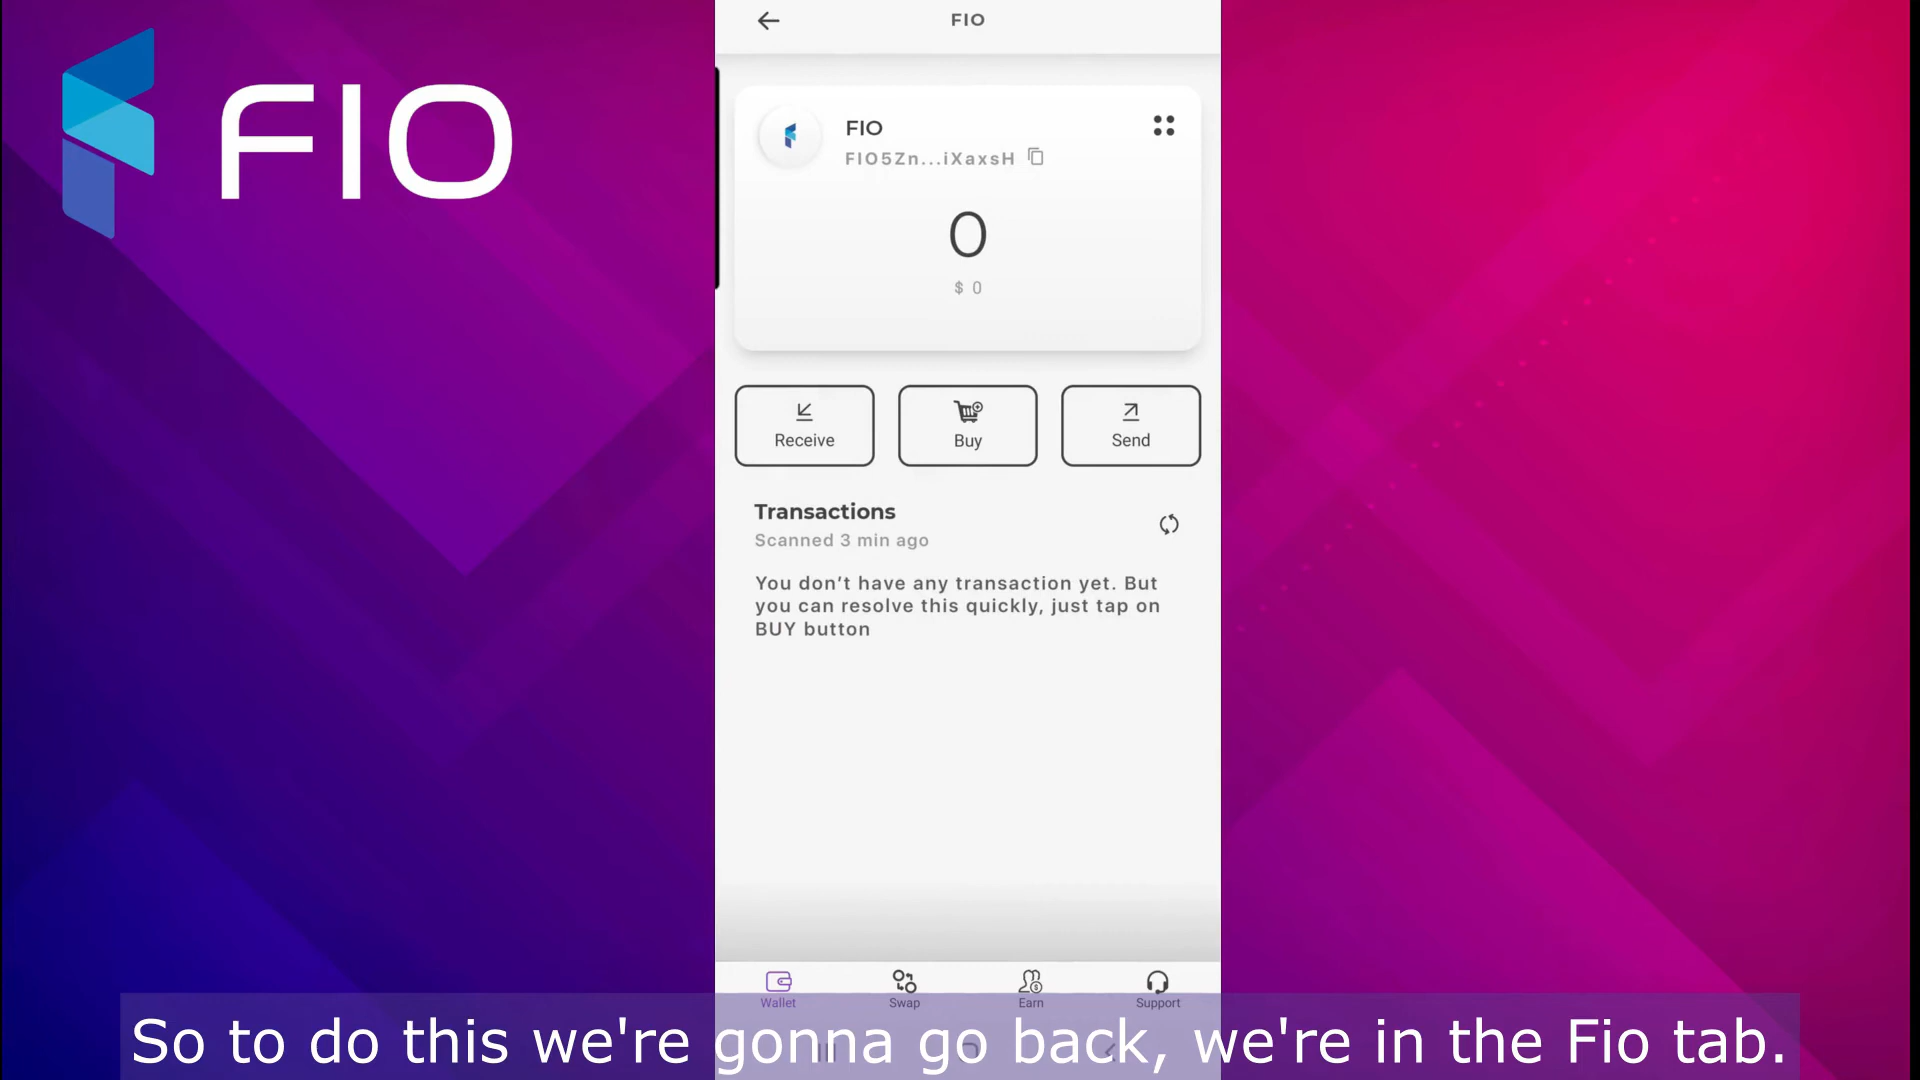 FIO
FIO
FIO
FIO5Zn...iXaxsH
0
$ 0
Receive
Buy
Send
Transactions
Scanned 3 min ago
You don’t have any transaction yet. But
you can resolve this quickly, just tap on
BUY button
Wallet
Swap
Earn
Support
So to do this we're gonna go back, we're in the Fio tab.